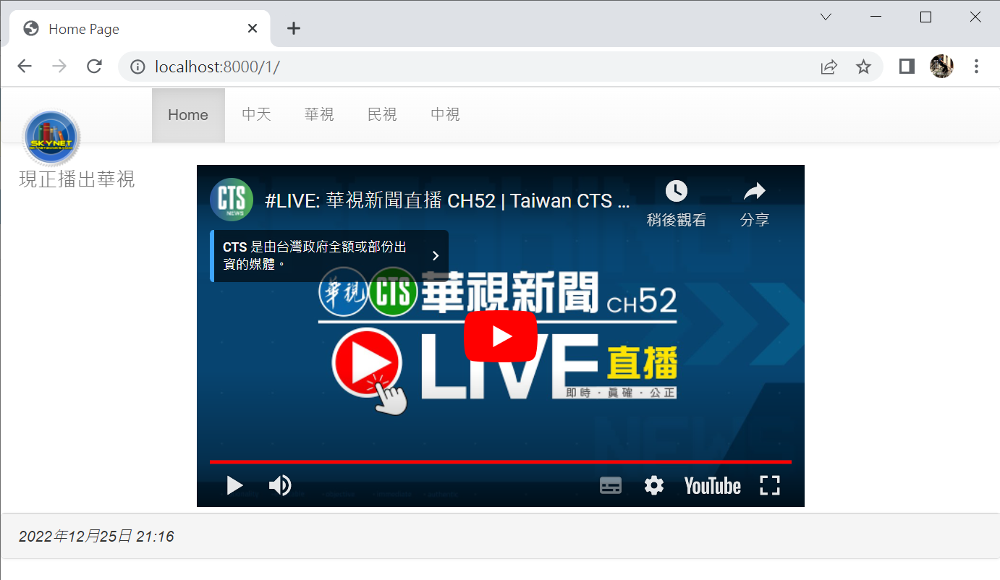 Home Page
localhost:8000/1/
Home
中天
華視
民視
中視
SKYNET
現正播出華視
CTS
NEWS
#LIVE: 華視新聞直播 CH52 | Taiwan CTS ...
稍後觀看
分享
CTS 是由台灣政府全額或部份出
資的媒體。
華視 CTS 華視新聞 CH52
LIVE 直播
即時．真確．公正
NEWS
YouTube
2022年12月25日 21:16